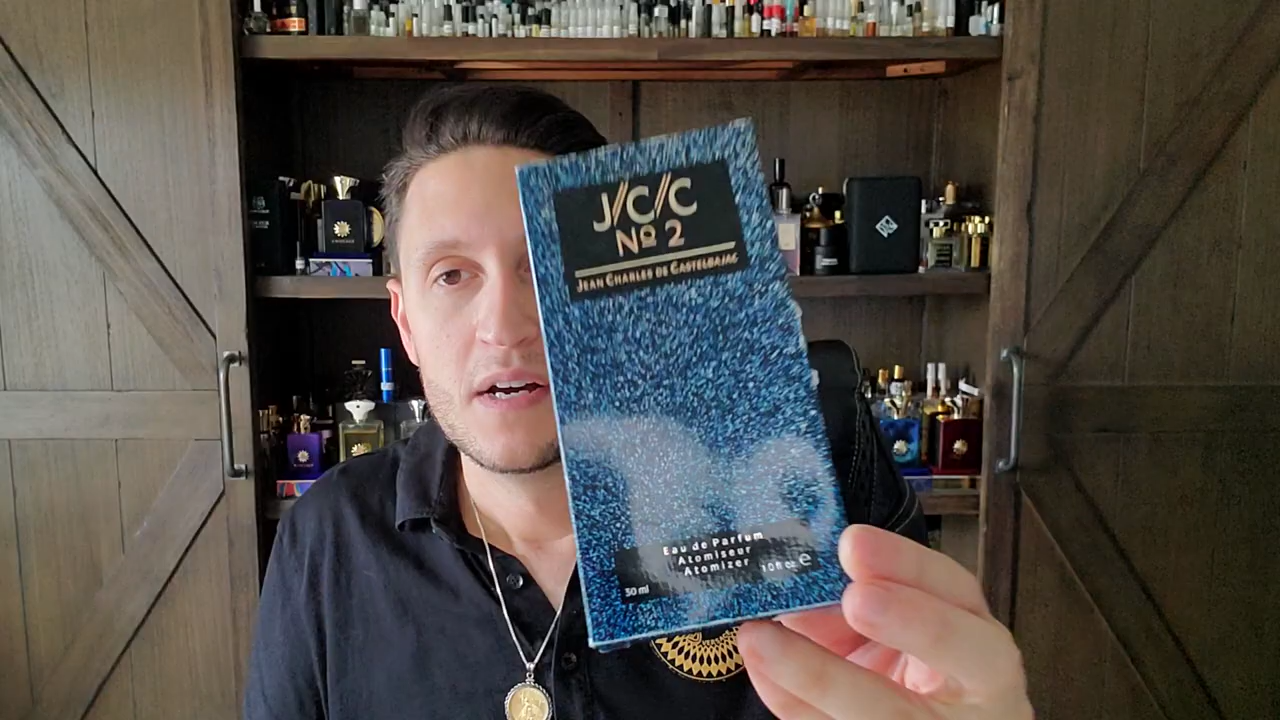 J//C//C
Nº 2
JEAN CHARLES DE CASTELBAJAC
Eau de Parfum
Atomiseur
Atomizer
30 ml
1.0 fl oz e